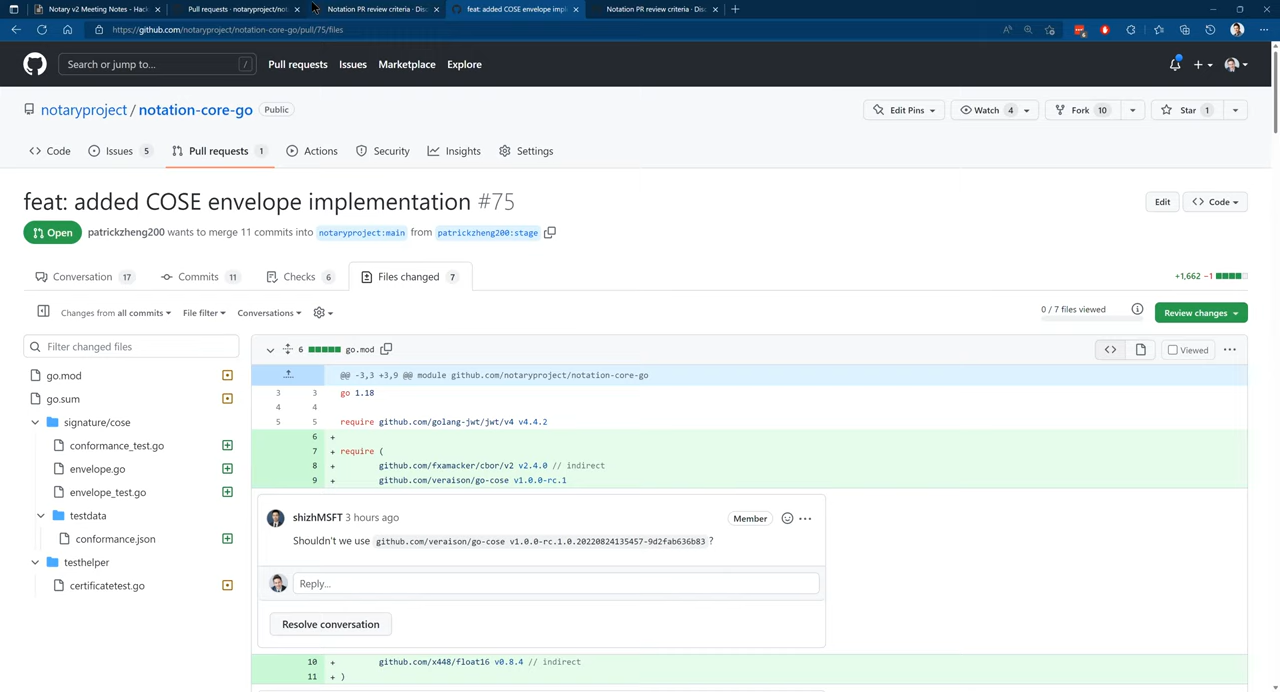 Notary v2 Meeting Notes - Hack
Pull requests · notaryproject/not
Notation PR review criteria · Disc
feat: added COSE envelope imple
Notation PR review criteria · Disc
https://github.com/notaryproject/notation-core-go/pull/75/files
Search or jump to... /
Pull requests Issues Marketplace Explore
notaryproject / notation-core-go Public
Edit Pins Watch 4 Fork 10 Star 1
Code Issues 5 Pull requests 1 Actions Security Insights Settings
feat: added COSE envelope implementation #75
Edit <> Code
Open patrickzheng200 wants to merge 11 commits into notaryproject:main from patrickzheng200:stage
Conversation 17 Commits 11 Checks 6 Files changed 7
+1,662 −1
Changes from all commits File filter Conversations
0 / 7 files viewed Review changes
Filter changed files
6 go.mod
Viewed
go.mod
@@ -3,3 +3,9 @@ module github.com/notaryproject/notation-core-go
3 3 go 1.18
go.sum
4 4
signature/cose
5 5 require github.com/golang-jwt/jwt/v4 v4.4.2
6 +
conformance_test.go
7 + require (
envelope.go
8 + github.com/fxamacker/cbor/v2 v2.4.0 // indirect
9 + github.com/veraison/go-cose v1.0.0-rc.1
envelope_test.go
testdata
shizhMSFT 3 hours ago
Member
conformance.json
Shouldn't we use github.com/veraison/go-cose v1.0.0-rc.1.0.20220824135457-9d2fab636b83 ?
testhelper
certificatetest.go
Reply...
Resolve conversation
10 + github.com/x448/float16 v0.8.4 // indirect
11 + )